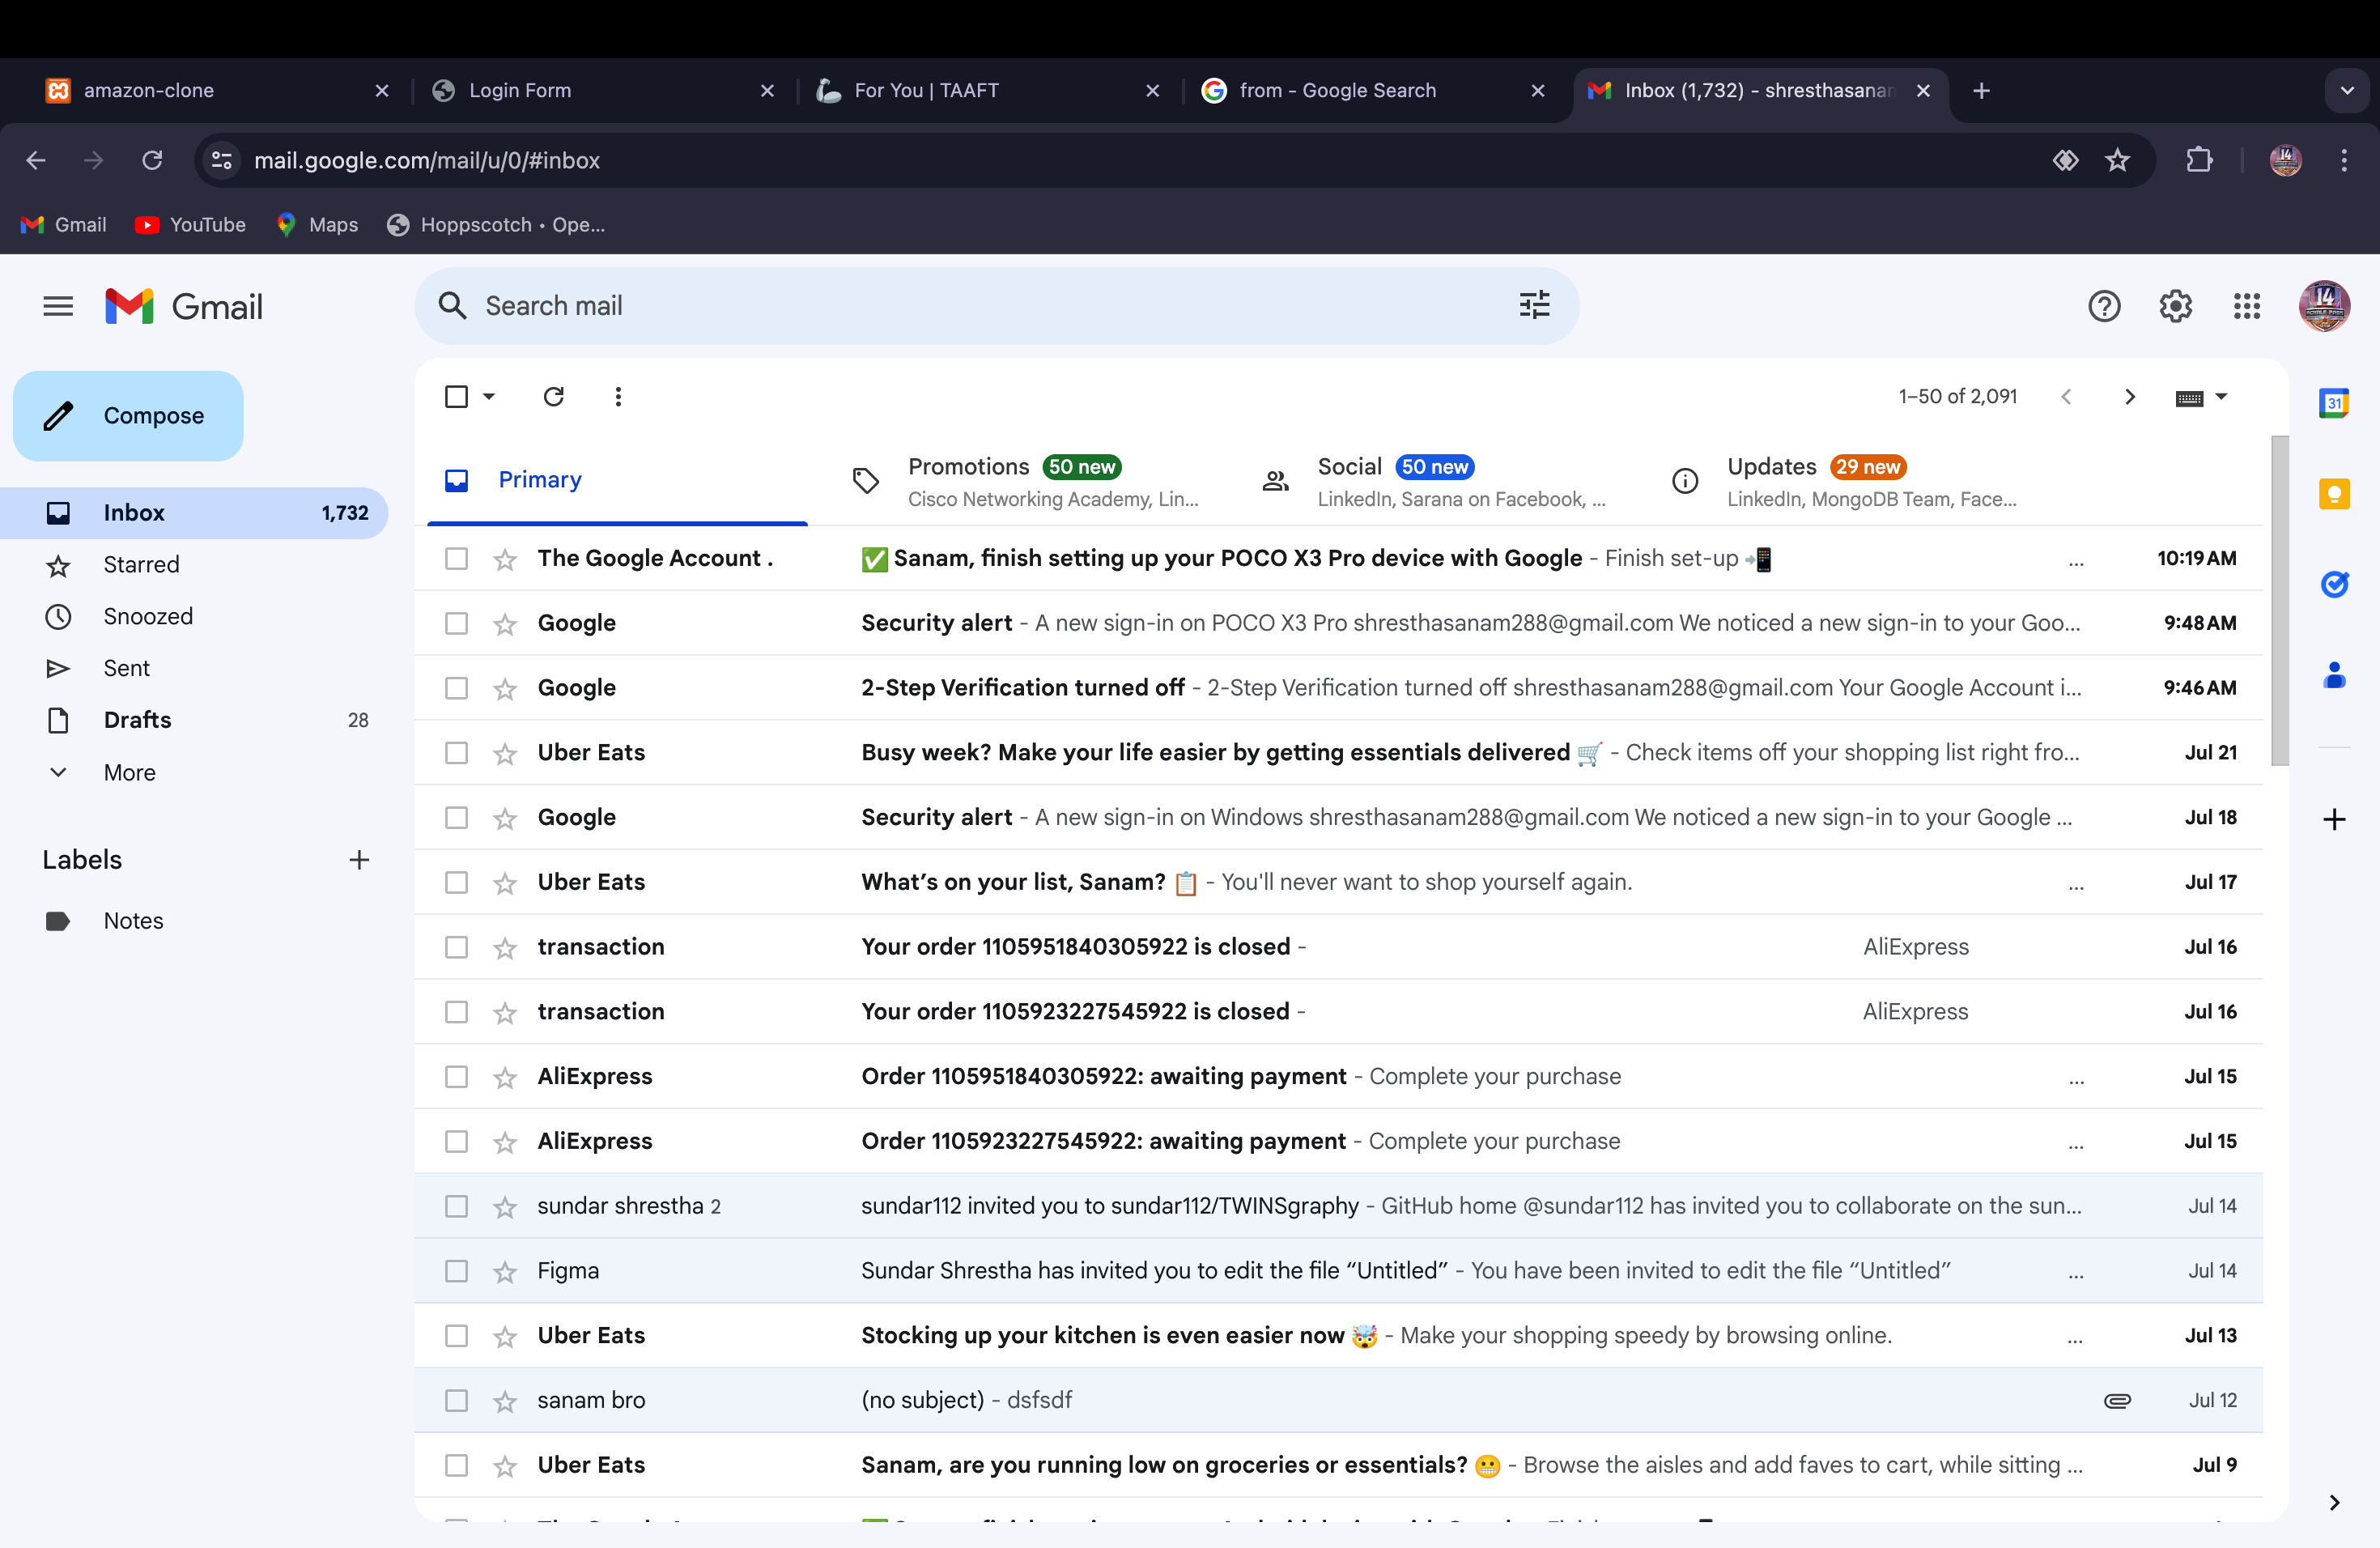 amazon-clone
Login Form
For You | TAAFT
from - Google Search
Inbox (1,732) - shresthasanam
mail.google.com/mail/u/0/#inbox
Gmail
YouTube
Maps
Hoppscotch • Ope...
Gmail
Search mail
14
Compose
1–50 of 2,091
Primary
Promotions 50 new
Cisco Networking Academy, Lin...
Social 50 new
LinkedIn, Sarana on Facebook, ...
Updates 29 new
LinkedIn, MongoDB Team, Face...
31
Inbox 1,732
Starred
Snoozed
Sent
Drafts 28
More
Labels
Notes
The Google Account . ✅ Sanam, finish setting up your POCO X3 Pro device with Google - Finish set-up 📲 ... 10:19 AM
Google Security alert - A new sign-in on POCO X3 Pro shresthasanam288@gmail.com We noticed a new sign-in to your Goo... 9:48 AM
Google 2-Step Verification turned off - 2-Step Verification turned off shresthasanam288@gmail.com Your Google Account i... 9:46 AM
Uber Eats Busy week? Make your life easier by getting essentials delivered 🛒 - Check items off your shopping list right fro... Jul 21
Google Security alert - A new sign-in on Windows shresthasanam288@gmail.com We noticed a new sign-in to your Google ... Jul 18
Uber Eats What’s on your list, Sanam? 📋 - You'll never want to shop yourself again. ... Jul 17
transaction Your order 1105951840305922 is closed - AliExpress Jul 16
transaction Your order 1105923227545922 is closed - AliExpress Jul 16
AliExpress Order 1105951840305922: awaiting payment - Complete your purchase ... Jul 15
AliExpress Order 1105923227545922: awaiting payment - Complete your purchase ... Jul 15
sundar shrestha 2 sundar112 invited you to sundar112/TWINSgraphy - GitHub home @sundar112 has invited you to collaborate on the sun... Jul 14
Figma Sundar Shrestha has invited you to edit the file “Untitled” - You have been invited to edit the file “Untitled” ... Jul 14
Uber Eats Stocking up your kitchen is even easier now 🤯 - Make your shopping speedy by browsing online. ... Jul 13
sanam bro (no subject) - dsfsdf Jul 12
Uber Eats Sanam, are you running low on groceries or essentials? 😬 - Browse the aisles and add faves to cart, while sitting ... Jul 9